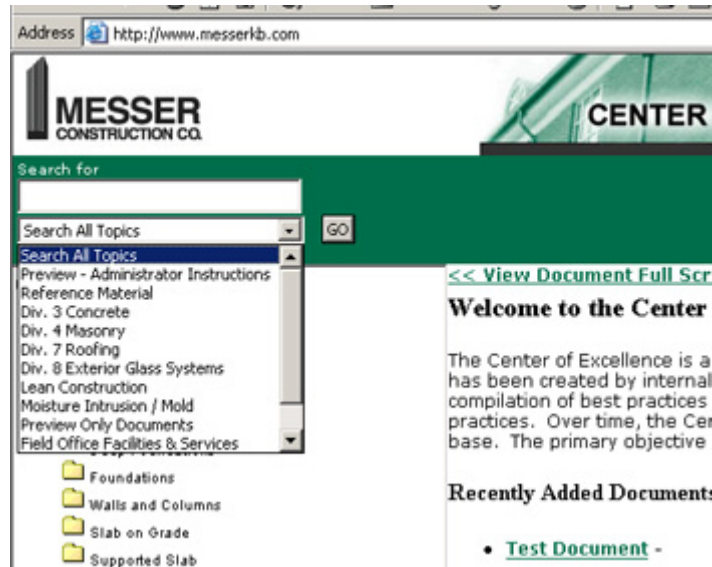 Address http://www.messerkb.com
MESSER
CONSTRUCTION CO.
CENTER
Search for
Search All Topics
GO
Search All Topics
Preview - Administrator Instructions
Reference Material
Div. 3 Concrete
Div. 4 Masonry
Div. 7 Roofing
Div. 8 Exterior Glass Systems
Lean Construction
Moisture Intrusion / Mold
Preview Only Documents
Field Office Facilities & Services
Foundations
Walls and Columns
Slab on Grade
Supported Slab
<< View Document Full Scr
Welcome to the Center
The Center of Excellence is a
has been created by internal
compilation of best practices
practices. Over time, the Cer
base. The primary objective
Recently Added Documents
• Test Document -